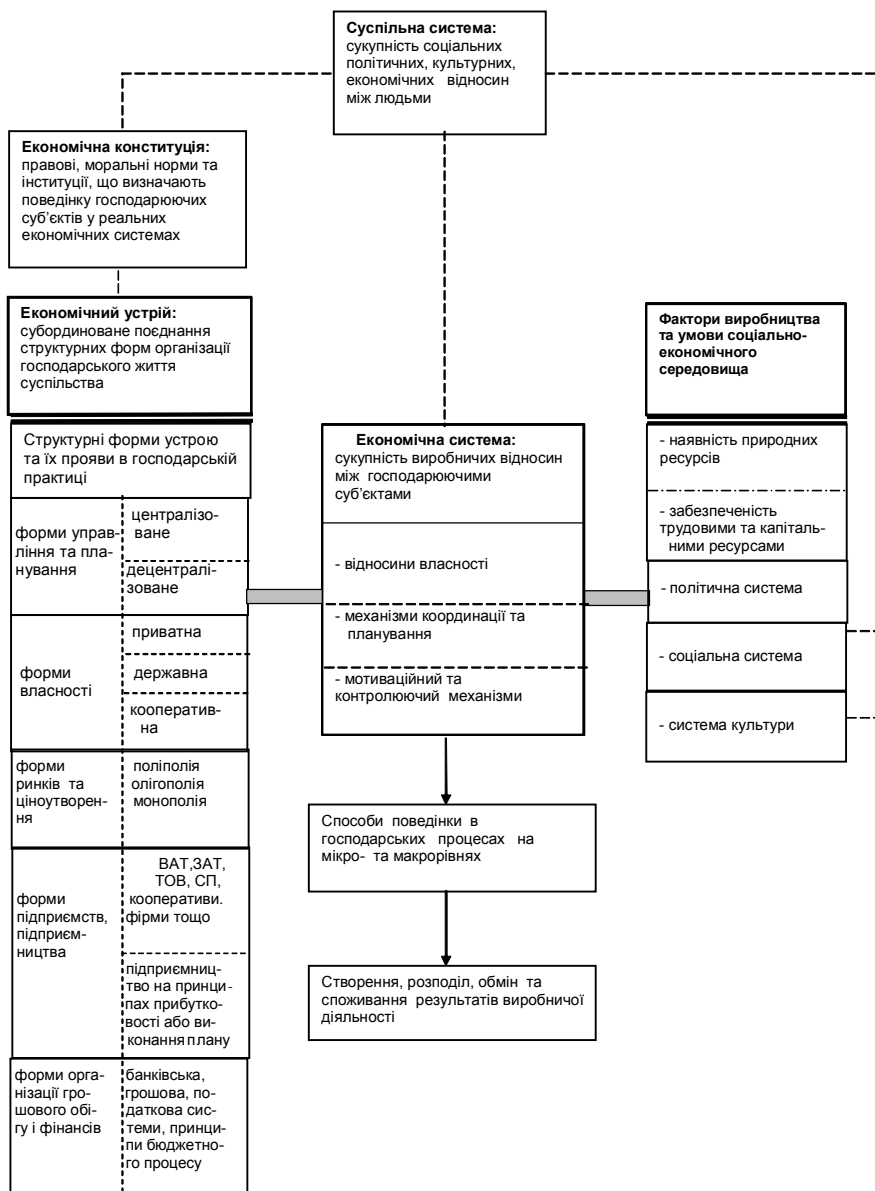 Суспільна система:
сукупність соціальних
політичних, культурних,
економічних відносин
між людьми
Економічна конституція:
правові, моральні норми та
інституції, що визначають
поведінку господарюючих
суб’єктів у реальних
економічних системах
Економічний устрій:
субординоване поєднання
структурних форм організації
господарського життя
суспільства
Структурні форми устрою
та їх прояви в господарській
практиці
форми управ-
ління та пла-
нування
централізо-
ване
децентралі-
зоване
форми
власності
приватна
державна
кооператив-
на
форми
ринків та
ціноутворен-
ня
поліполія
олігополія
монополія
форми
підприємств,
підприєм-
ництва
ВАТ,ЗАТ,
ТОВ, СП,
кооперативи.
фірми тощо
підприємниц-
тво на принци-
пах прибутко-
вості або ви-
конання плану
форми орга-
нізації гро-
шового обі-
гу і фінансів
банківська,
грошова, по-
даткова сис-
теми, принци-
пи бюджетно-
го процесу
Економічна система:
сукупність виробничих відносин
між господарюючими
суб’єктами
- відносини власності
- механізми координації та
планування
- мотиваційний та
контролюючий механізми
Способи поведінки в
господарських процесах на
мікро- та макрорівнях
Створення, розподіл, обмін та
споживання результатів виробничої
діяльності
Фактори виробництва
та умови соціально-
економічного
середовища
- наявність природних
ресурсів
- забезпеченість
трудовими та капіталь-
ними ресурсами
- політична система
- соціальна система
- система культури